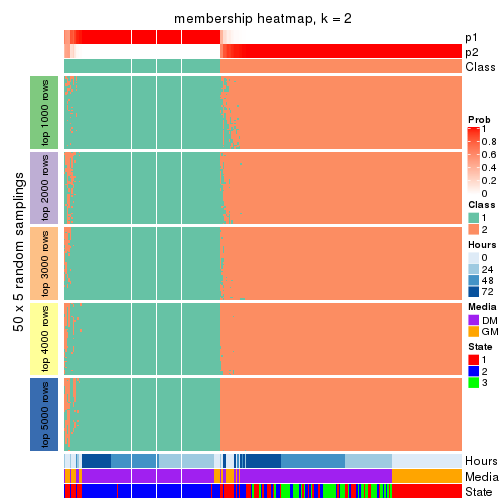 membership heatmap, k = 2
p1
p2
Class
50 x 5 random samplings
top 1000 rows
top 2000 rows
top 3000 rows
top 4000 rows
top 5000 rows
Hours
Media
State
Prob
1
0.8
0.6
0.4
0.2
0
Class
1
2
Hours
0
24
48
72
Media
DM
GM
State
1
2
3